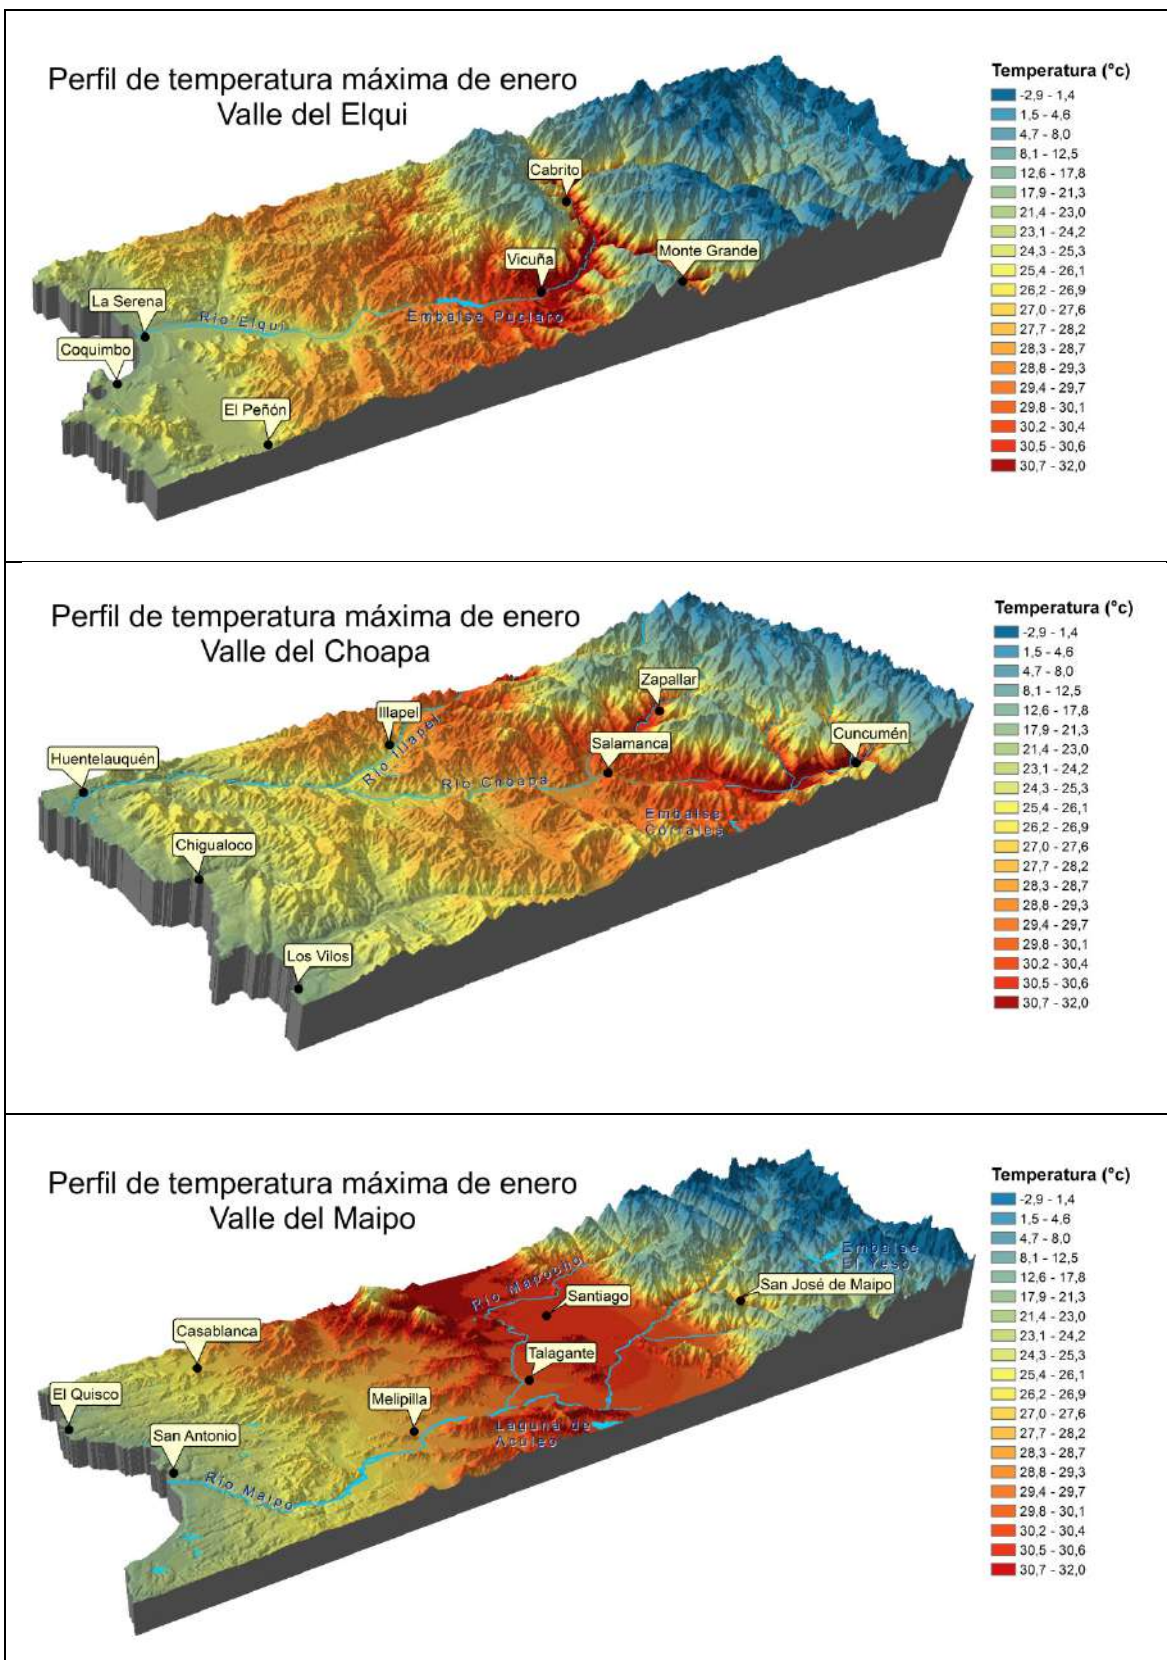 Perfil de temperatura máxima de enero
Valle del Elqui
Temperatura (°c)
-2,9 - 1,4
1,5 - 4,6
4,7 - 8,0
8,1 - 12,5
12,6 - 17,8
17,9 - 21,3
21,4 - 23,0
23,1 - 24,2
24,3 - 25,3
25,4 - 26,1
26,2 - 26,9
27,0 - 27,6
27,7 - 28,2
28,3 - 28,7
28,8 - 29,3
29,4 - 29,7
29,8 - 30,1
30,2 - 30,4
30,5 - 30,6
30,7 - 32,0
Cabrito
Monte Grande
Vicuña
La Serena
Río Elqui
Embalse Puclaro
Coquimbo
El Peñón
Perfil de temperatura máxima de enero
Valle del Choapa
Temperatura (°c)
-2,9 - 1,4
1,5 - 4,6
4,7 - 8,0
8,1 - 12,5
12,6 - 17,8
17,9 - 21,3
21,4 - 23,0
23,1 - 24,2
24,3 - 25,3
25,4 - 26,1
26,2 - 26,9
27,0 - 27,6
27,7 - 28,2
28,3 - 28,7
28,8 - 29,3
29,4 - 29,7
29,8 - 30,1
30,2 - 30,4
30,5 - 30,6
30,7 - 32,0
Zapallar
Illapel
Río Illapel
Cuncumén
Salamanca
Huentelauquén
Río Choapa
Embalse
Corrales
Chigualoco
Los Vilos
Perfil de temperatura máxima de enero
Valle del Maipo
Temperatura (°c)
-2,9 - 1,4
1,5 - 4,6
4,7 - 8,0
8,1 - 12,5
12,6 - 17,8
17,9 - 21,3
21,4 - 23,0
23,1 - 24,2
24,3 - 25,3
25,4 - 26,1
26,2 - 26,9
27,0 - 27,6
27,7 - 28,2
28,3 - 28,7
28,8 - 29,3
29,4 - 29,7
29,8 - 30,1
30,2 - 30,4
30,5 - 30,6
30,7 - 32,0
Embalse
El Yeso
Río Mapocho
San José de Maipo
Santiago
Casablanca
Talagante
El Quisco
Melipilla
San Antonio
Laguna de
Aculeo
Río Maipo